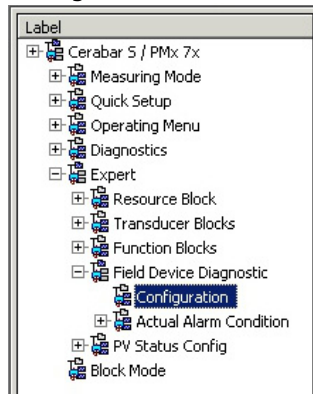 Label
Cerabar S / PMx 7x
Measuring Mode
Quick Setup
Operating Menu
Diagnostics
Expert
Resource Block
Transducer Blocks
Function Blocks
Field Device Diagnostic
Configuration
Actual Alarm Condition
PV Status Config
Block Mode